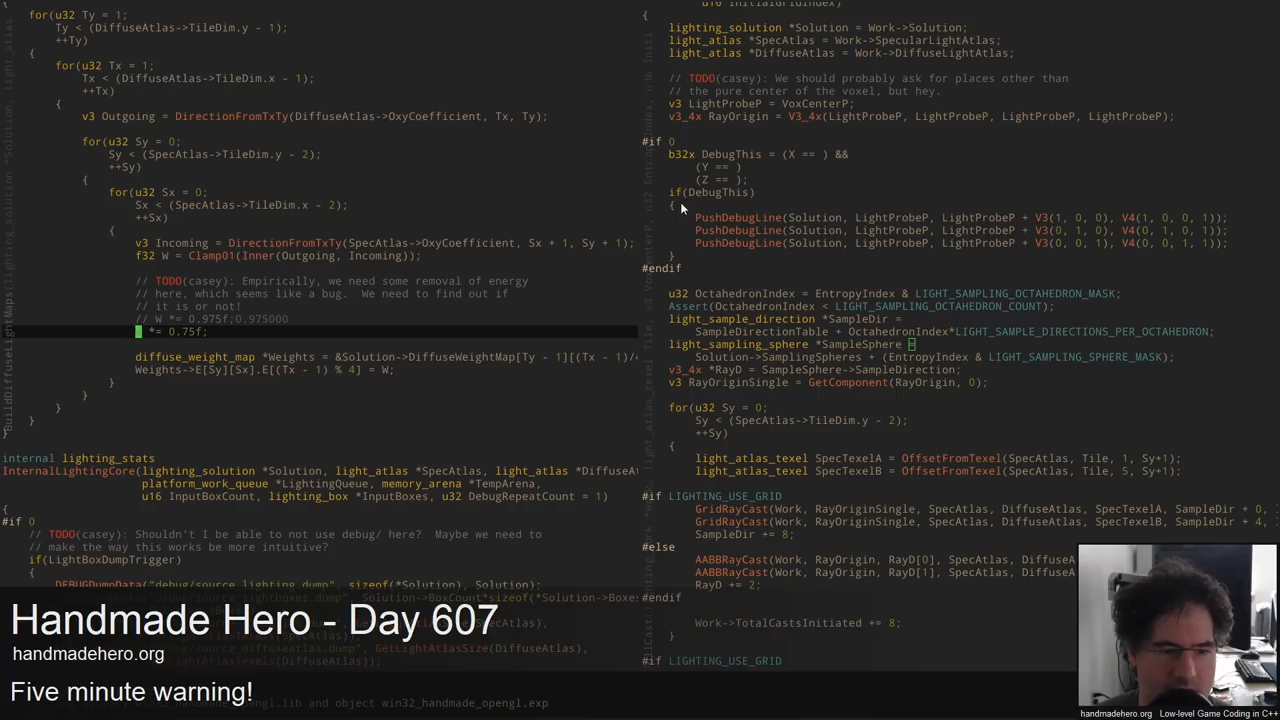 for(u32 Ty = 1;
Ty < (DiffuseAtlas->TileDim.y - 1);
++Ty)
{
for(u32 Tx = 1;
Tx < (DiffuseAtlas->TileDim.x - 1);
++Tx)
{
v3 Outgoing = DirectionFromTxTy(DiffuseAtlas->OxyCoefficient, Tx, Ty);
for(u32 Sy = 0;
Sy < (SpecAtlas->TileDim.y - 2);
++Sy)
{
for(u32 Sx = 0;
Sx < (SpecAtlas->TileDim.x - 2);
++Sx)
{
v3 Incoming = DirectionFromTxTy(SpecAtlas->OxyCoefficient, Sx + 1, Sy + 1);
f32 W = Clamp01(Inner(Outgoing, Incoming));
// TODO(casey): Empirically, we need some removal of energy
// here, which seems like a bug.  We need to find out if
// it is or not!
// W *= 0.975f;0.975000
*= 0.75f;
diffuse_weight_map *Weights = &Solution->DiffuseWeightMap[Ty - 1][(Tx - 1)/4
Weights->E[Sy][Sx].E[(Tx - 1) % 4] = W;
}
}
}
}
}
internal lighting_stats
InternalLightingCore(lighting_solution *Solution, light_atlas *SpecAtlas, light_atlas *DiffuseA
platform_work_queue *LightingQueue, memory_arena *TempArena,
u16 InputBoxCount, lighting_box *InputBoxes, u32 DebugRepeatCount = 1)
{
#if 0
// TODO(casey): Shouldn't I be able to not use debug/ here?  Maybe we need to
// make the way this works be more intuitive?
if(LightBoxDumpTrigger)
{
DEBUGDumpData("debug/source_lighting.dump", sizeof(*Solution), Solution);
{
lighting_solution *Solution = Work->Solution;
light_atlas *SpecAtlas = Work->SpecularLightAtlas;
light_atlas *DiffuseAtlas = Work->DiffuseLightAtlas;
// TODO(casey): We should probably ask for places other than
// the pure center of the voxel, but hey.
v3 LightProbeP = VoxCenterP;
v3_4x RayOrigin = V3_4x(LightProbeP, LightProbeP, LightProbeP, LightProbeP);
#if 0
b32x DebugThis = (X == ) &&
(Y == )
(Z == );
if(DebugThis)
{
PushDebugLine(Solution, LightProbeP, LightProbeP + V3(1, 0, 0), V4(1, 0, 0, 1));
PushDebugLine(Solution, LightProbeP, LightProbeP + V3(0, 1, 0), V4(0, 1, 0, 1));
PushDebugLine(Solution, LightProbeP, LightProbeP + V3(0, 0, 1), V4(0, 0, 1, 1));
}
#endif
u32 OctahedronIndex = EntropyIndex & LIGHT_SAMPLING_OCTAHEDRON_MASK;
Assert(OctahedronIndex < LIGHT_SAMPLING_OCTAHEDRON_COUNT);
light_sample_direction *SampleDir =
SampleDirectionTable + OctahedronIndex*LIGHT_SAMPLE_DIRECTIONS_PER_OCTAHEDRON;
light_sampling_sphere *SampleSphere =
Solution->SamplingSpheres + (EntropyIndex & LIGHT_SAMPLING_SPHERE_MASK);
v3_4x *RayD = SampleSphere->SampleDirection;
v3 RayOriginSingle = GetComponent(RayOrigin, 0);
for(u32 Sy = 0;
Sy < (SpecAtlas->TileDim.y - 2);
++Sy)
{
light_atlas_texel SpecTexelA = OffsetFromTexel(SpecAtlas, Tile, 1, Sy+1);
light_atlas_texel SpecTexelB = OffsetFromTexel(SpecAtlas, Tile, 5, Sy+1);
#if LIGHTING_USE_GRID
GridRayCast(Work, RayOriginSingle, SpecAtlas, DiffuseAtlas, SpecTexelA, SampleDir + 0,
GridRayCast(Work, RayOriginSingle, SpecAtlas, DiffuseAtlas, SpecTexelB, SampleDir + 4,
SampleDir += 8;
#else
AABBRayCast(Work, RayOrigin, RayD[0], SpecAtlas, DiffuseA
AABBRayCast(Work, RayOrigin, RayD[1], SpecAtlas, DiffuseA
RayD += 2;
#endif
Work->TotalCastsInitiated += 8;
}
#if LIGHTING_USE_GRID
Handmade Hero - Day 607
handmadehero.org
Five minute warning!
handmadehero.org  Low-level Game Coding in C++